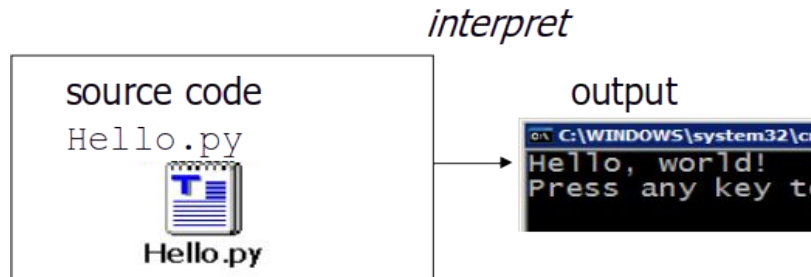 interpret
source code
Hello.py
Hello.py
output
C:\WINDOWS\system32\c
Hello, world!
Press any key t